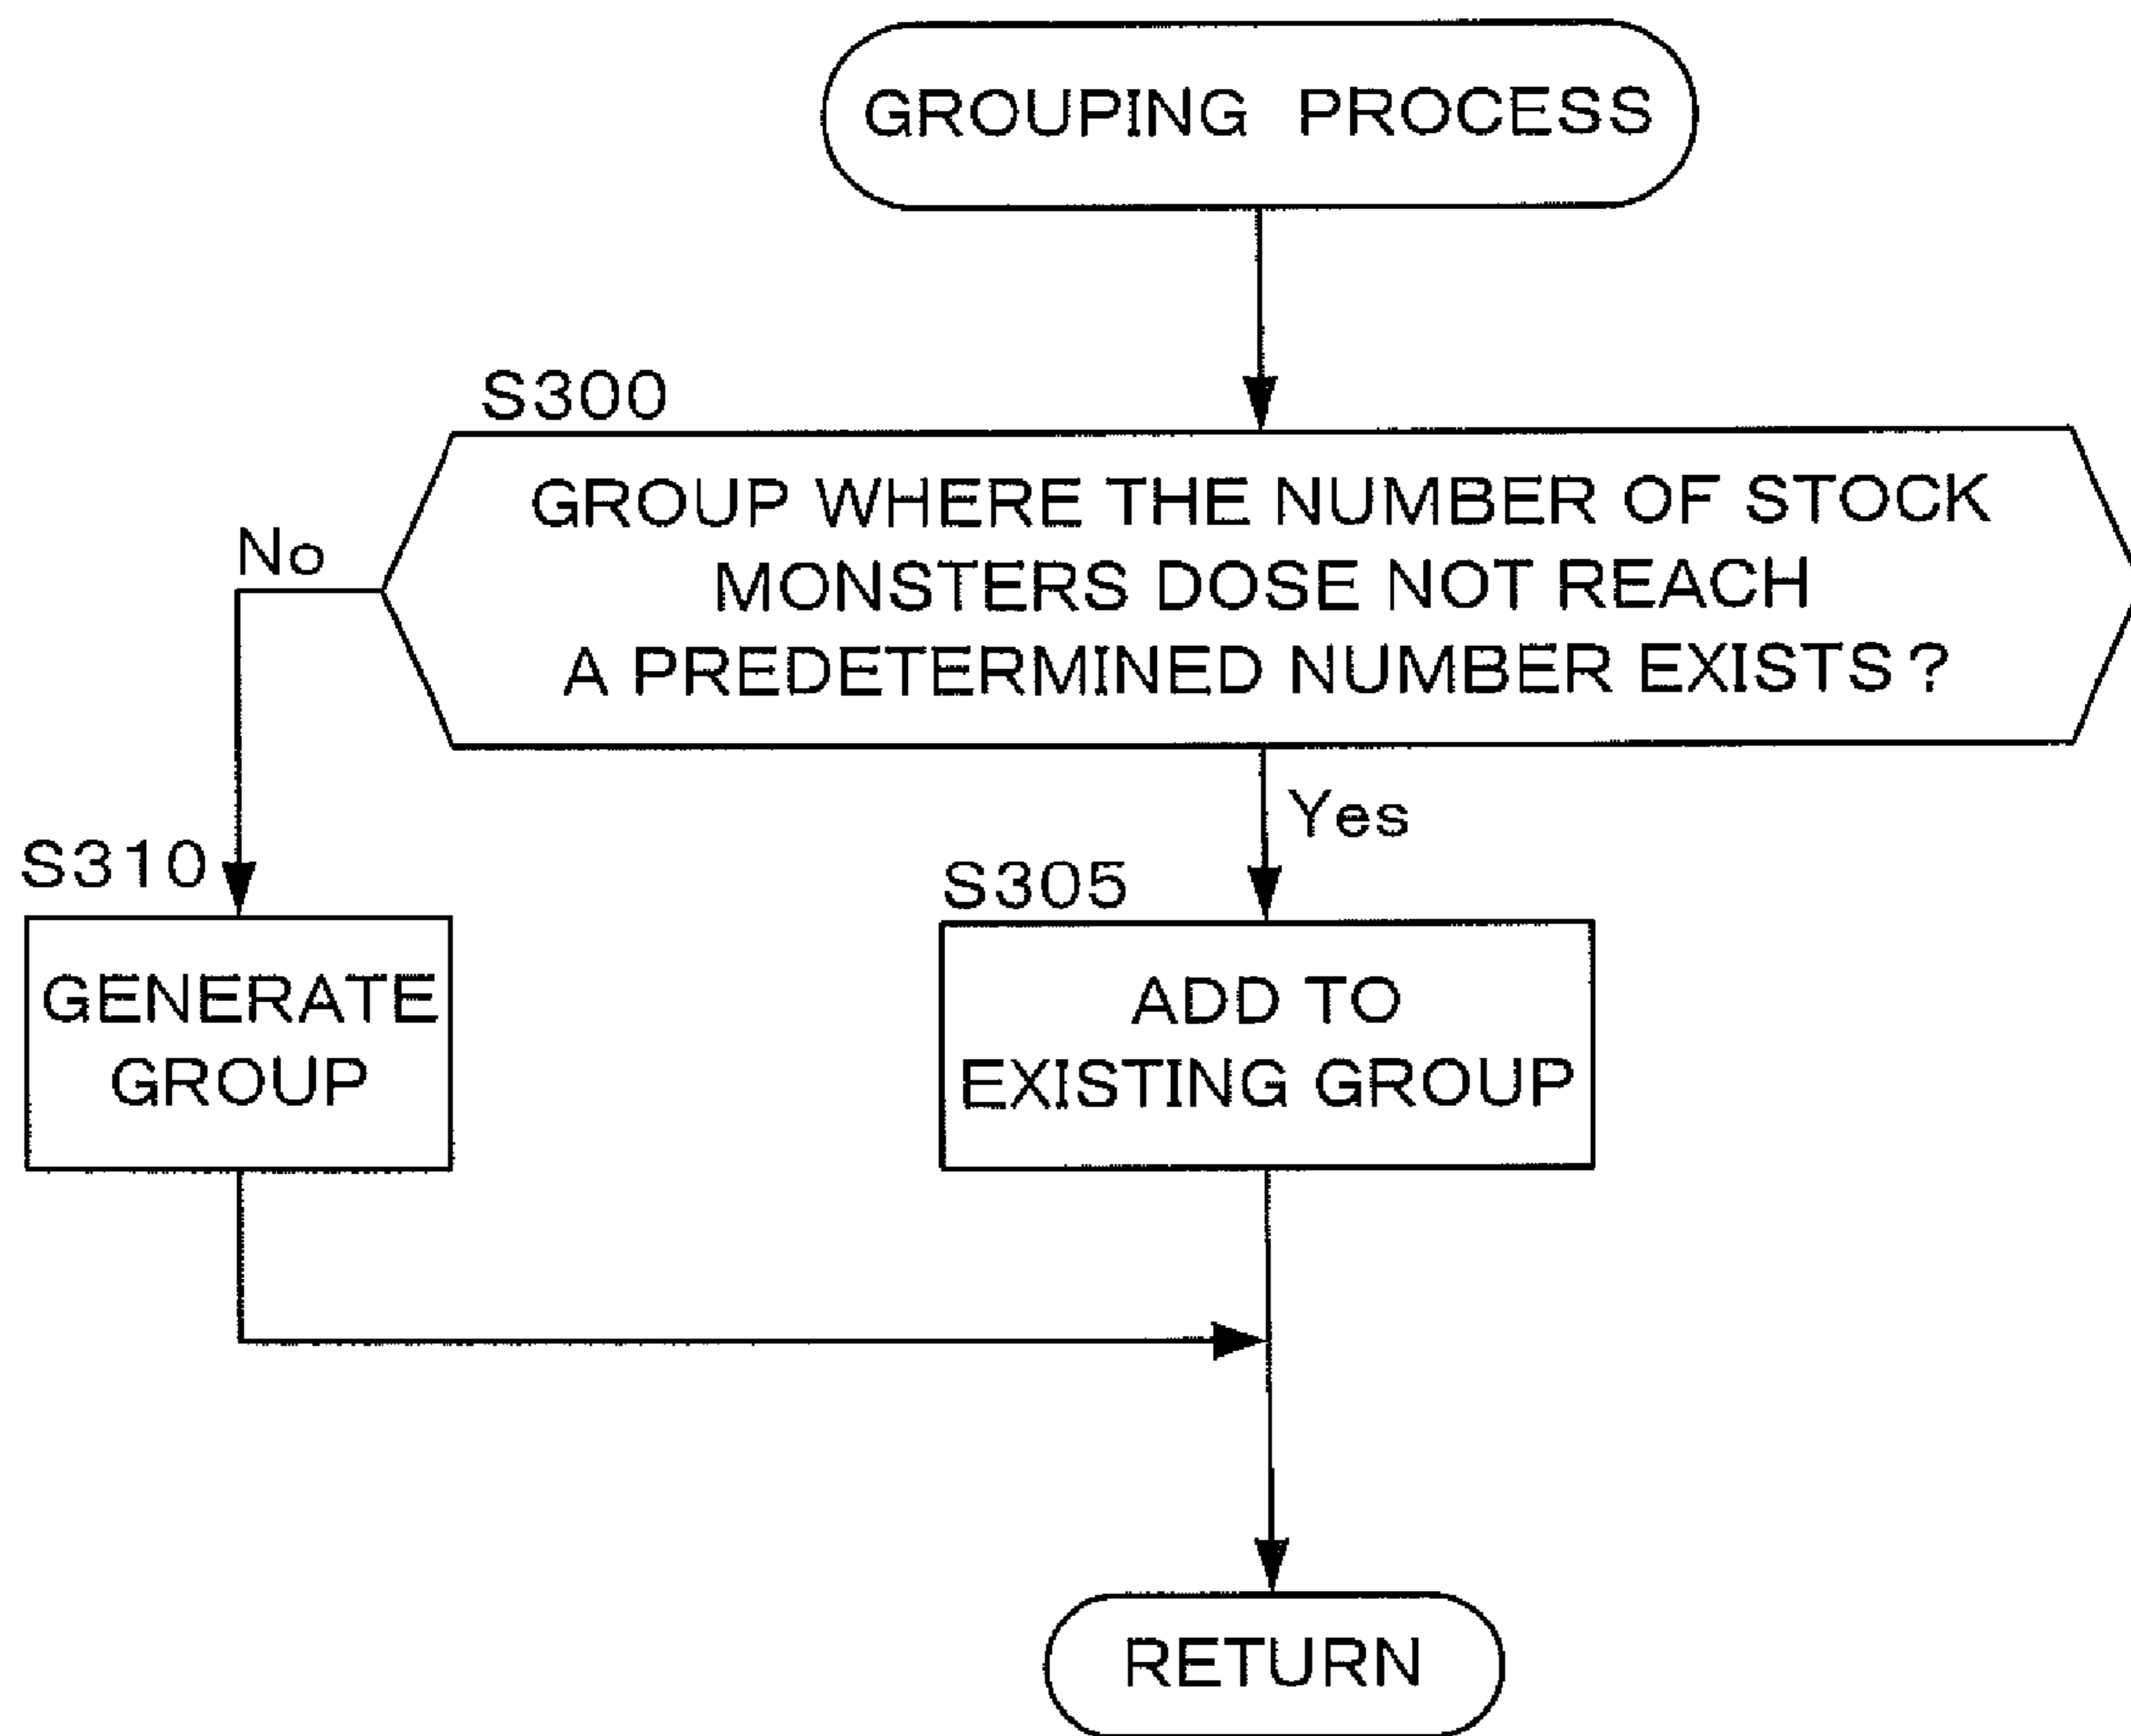 GROUPING PROCESS
S300
GROUP WHERE THE NUMBER OF STOCK
MONSTERS DOSE NOT REACH
A PREDETERMINED NUMBER EXISTS ?
No
Yes
S310
S305
GENERATE
GROUP
ADD TO
EXISTING GROUP
RETURN